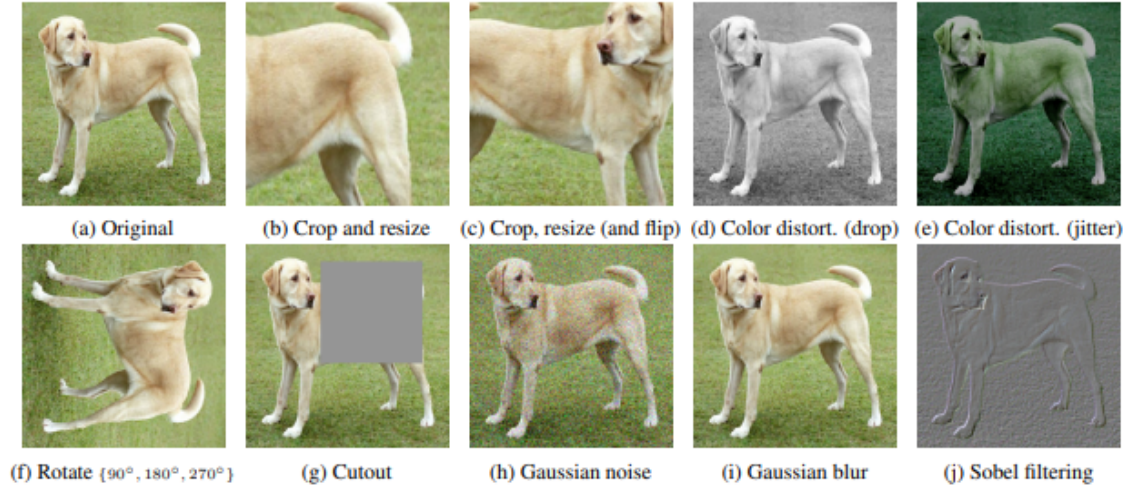 (a) Original
(b) Crop and resize
(c) Crop, resize (and flip)
(d) Color distort. (drop)
(e) Color distort. (jitter)
(f) Rotate {90°, 180°, 270°}
(g) Cutout
(h) Gaussian noise
(i) Gaussian blur
(j) Sobel filtering